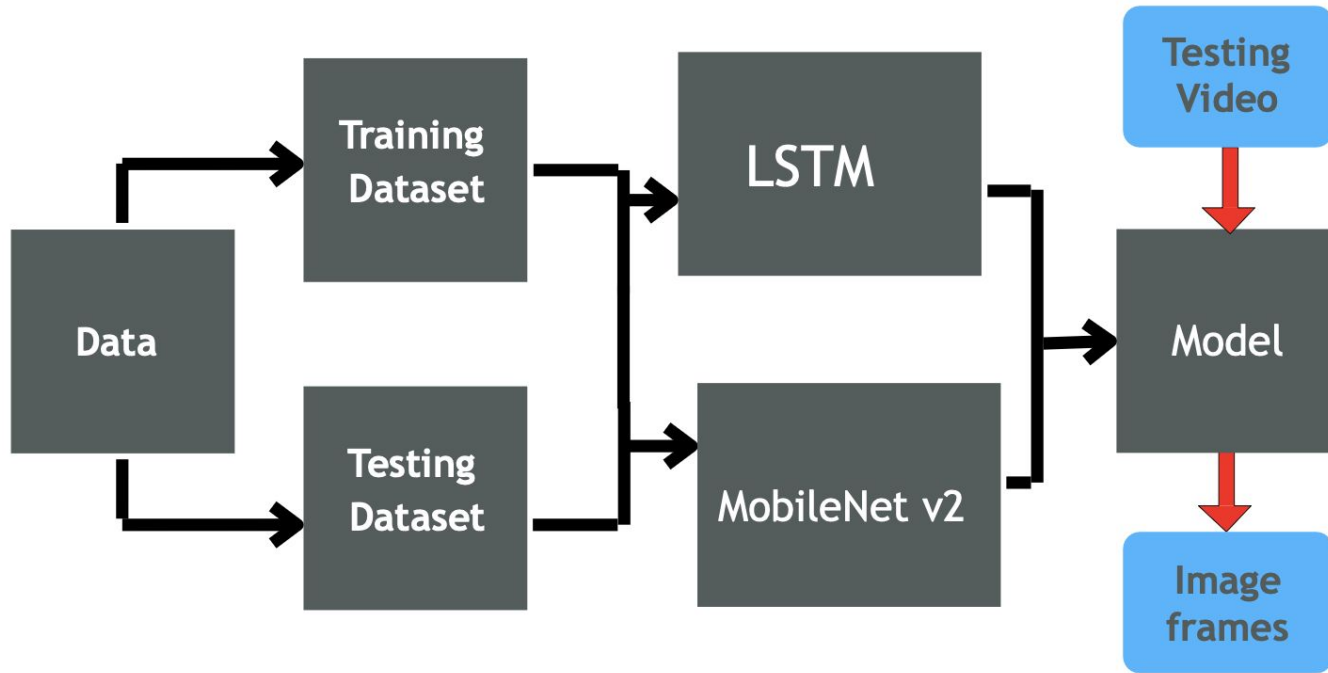 Data
Training
Dataset
Testing
Dataset
LSTM
MobileNet v2
Testing
Video
Model
Image
frames